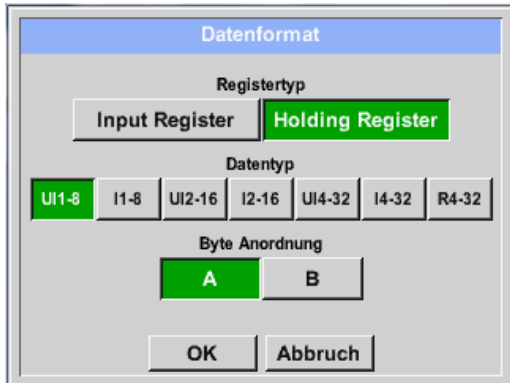 Datenformat
Registertyp
Input Register Holding Register
Datentyp
UI1-8 I1-8 UI2-16 I2-16 UI4-32 I4-32 R4-32
Byte Anordnung
A B
OK Abbruch